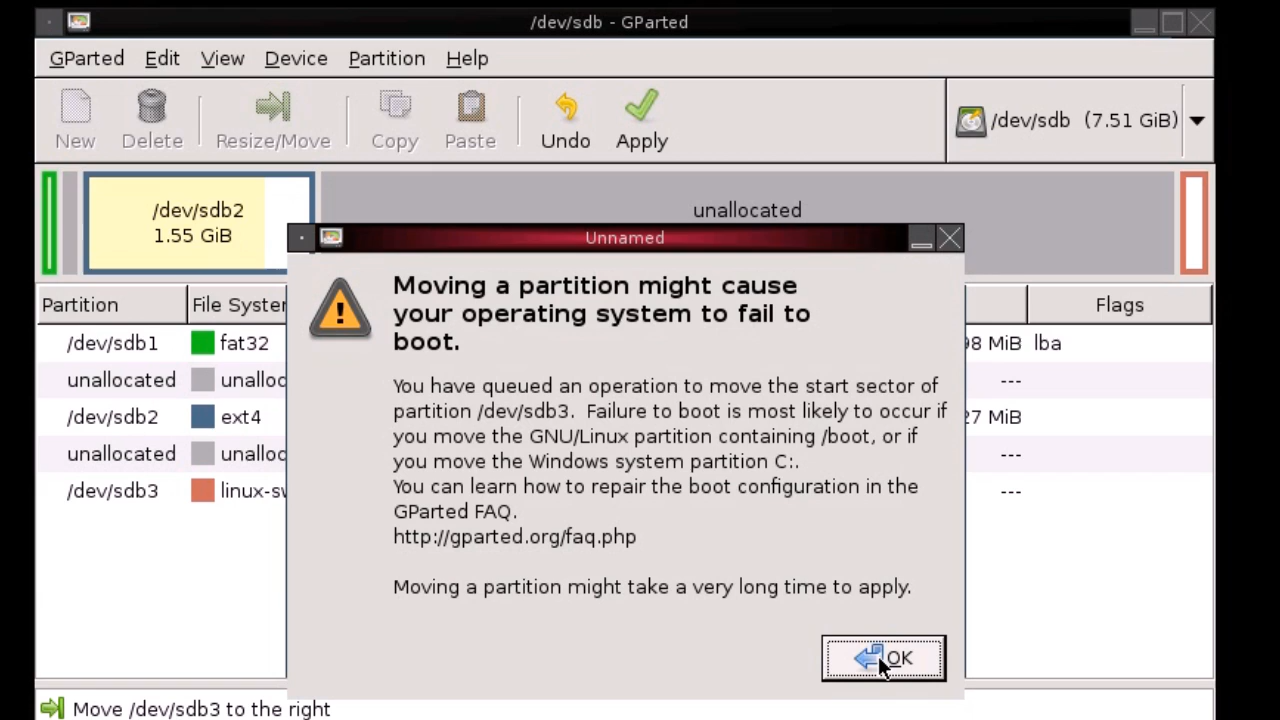 /dev/sdb - GParted
GParted Edit View Device Partition Help
New Delete Resize/Move Copy Paste Undo Apply /dev/sdb (7.51 GiB)
/dev/sdb2
1.55 GiB
unallocated
Unnamed
Moving a partition might cause
your operating system to fail to
boot.
You have queued an operation to move the start sector of
partition /dev/sdb3. Failure to boot is most likely to occur if
you move the GNU/Linux partition containing /boot, or if
you move the Windows system partition C:.
You can learn how to repair the boot configuration in the
GParted FAQ.
http://gparted.org/faq.php
Moving a partition might take a very long time to apply.
OK
Partition File System Flags
/dev/sdb1 fat32 98 MiB lba
unallocated unalloc ---
/dev/sdb2 ext4 27 MiB
unallocated unalloc ---
/dev/sdb3 linux-sw ---
Move /dev/sdb3 to the right